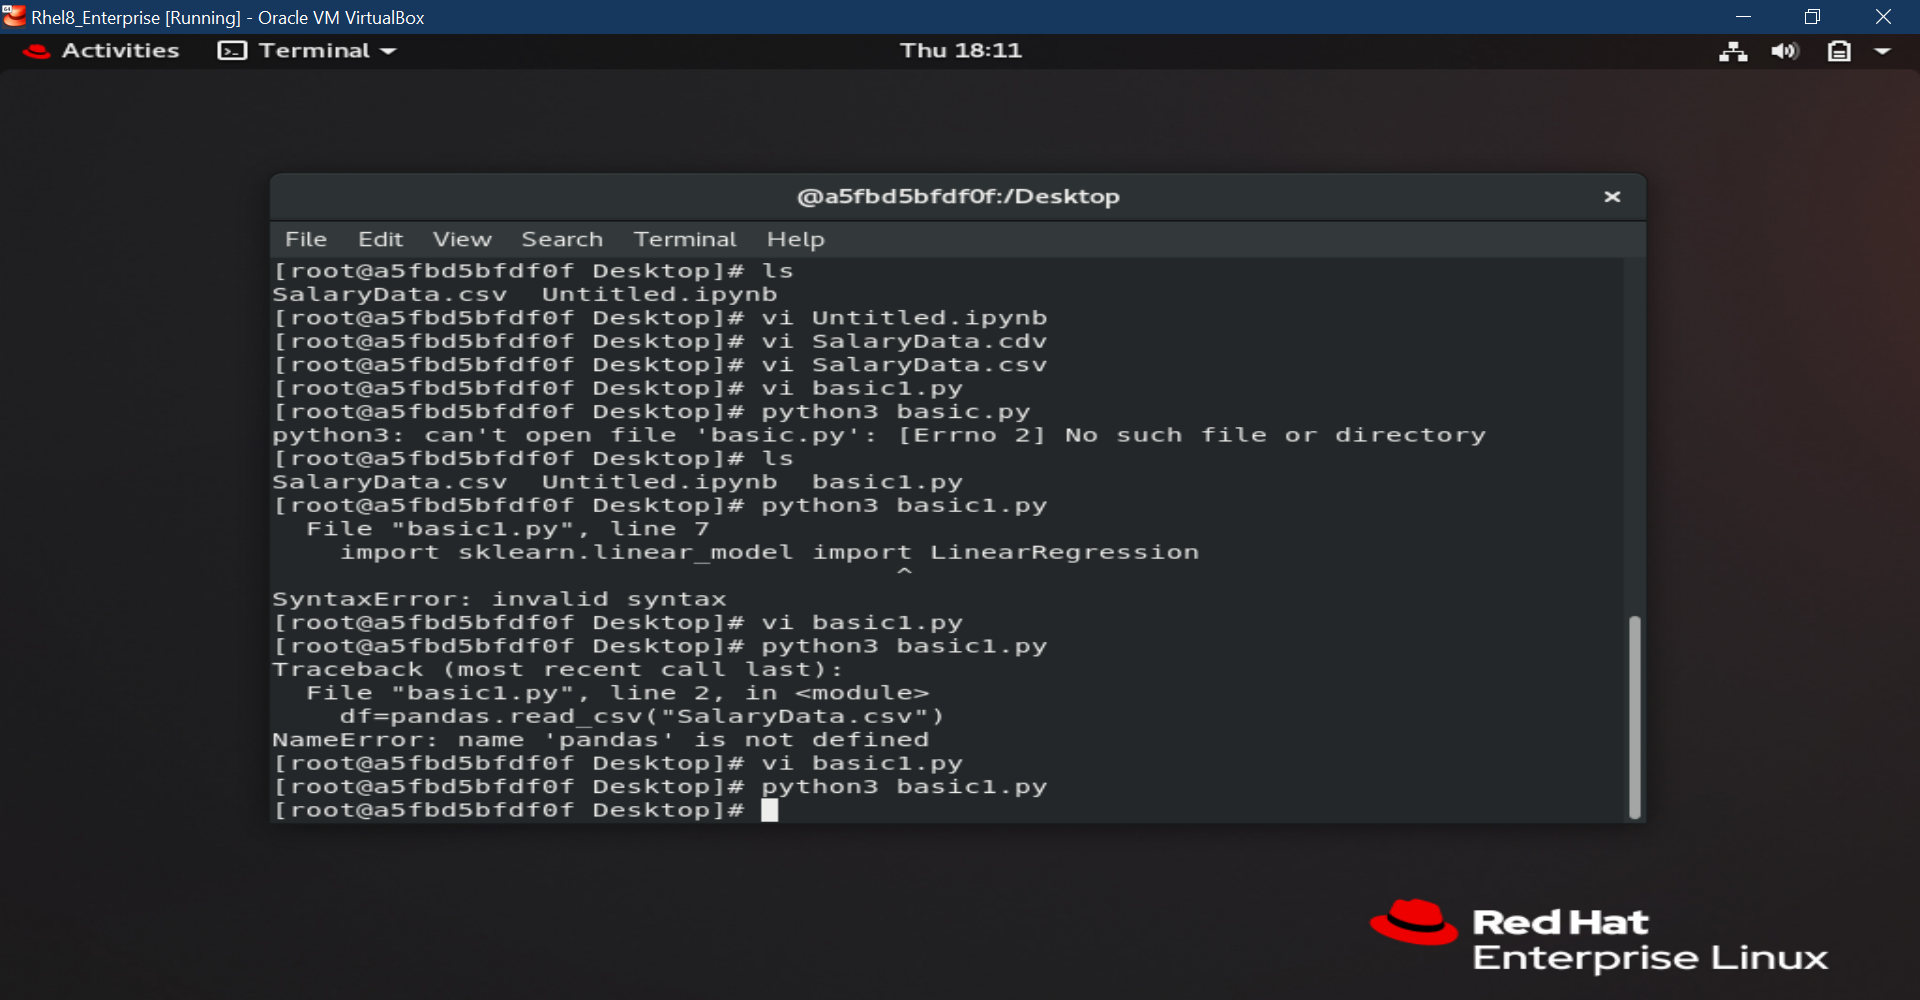 Rhel8_Enterprise [Running] - Oracle VM VirtualBox
Activities Terminal Thu 18:11
@a5fbd5bfdf0f:/Desktop
File Edit View Search Terminal Help
[root@a5fbd5bfdf0f Desktop]# ls
SalaryData.csv  Untitled.ipynb
[root@a5fbd5bfdf0f Desktop]# vi Untitled.ipynb
[root@a5fbd5bfdf0f Desktop]# vi SalaryData.cdv
[root@a5fbd5bfdf0f Desktop]# vi SalaryData.csv
[root@a5fbd5bfdf0f Desktop]# vi basic1.py
[root@a5fbd5bfdf0f Desktop]# python3 basic.py
python3: can't open file 'basic.py': [Errno 2] No such file or directory
[root@a5fbd5bfdf0f Desktop]# ls
SalaryData.csv  Untitled.ipynb  basic1.py
[root@a5fbd5bfdf0f Desktop]# python3 basic1.py
  File "basic1.py", line 7
    import sklearn.linear_model import LinearRegression
                                     ^
SyntaxError: invalid syntax
[root@a5fbd5bfdf0f Desktop]# vi basic1.py
[root@a5fbd5bfdf0f Desktop]# python3 basic1.py
Traceback (most recent call last):
  File "basic1.py", line 2, in <module>
    df=pandas.read_csv("SalaryData.csv")
NameError: name 'pandas' is not defined
[root@a5fbd5bfdf0f Desktop]# vi basic1.py
[root@a5fbd5bfdf0f Desktop]# python3 basic1.py
[root@a5fbd5bfdf0f Desktop]#
Red Hat
Enterprise Linux